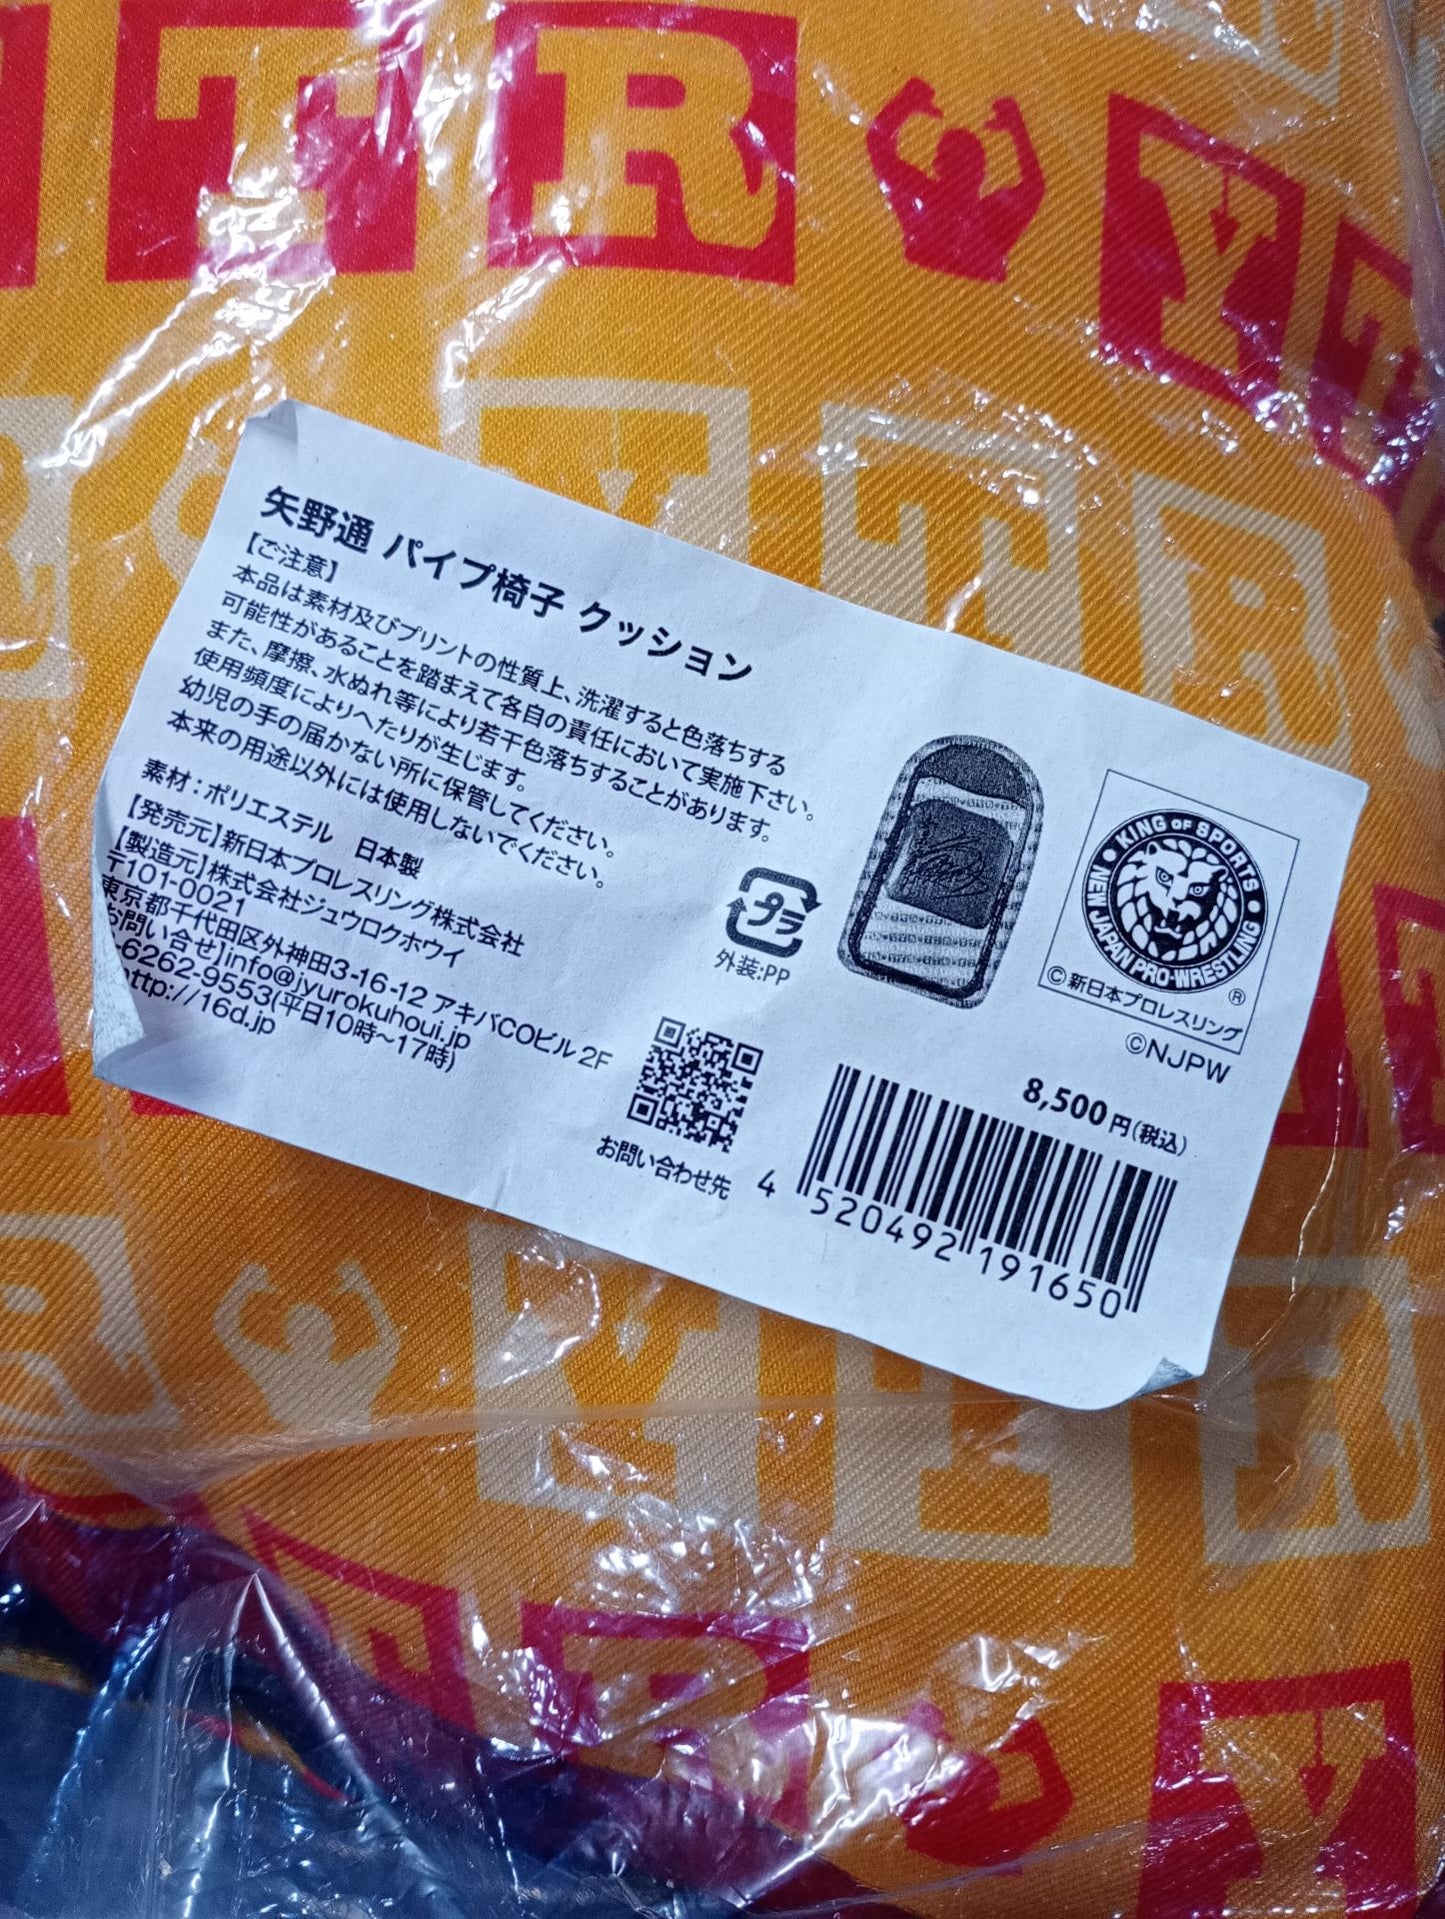 T R Y T
Y T R
矢野通 パイプ椅子 クッション
【ご注意】
本品は素材及びプリントの性質上、洗濯すると色落ちする
可能性があることを踏まえて各自の責任において実施下さい。
また、摩擦、水ぬれ等により若干色落ちすることがあります。
使用頻度によりへたりが生じます。
幼児の手の届かない所に保管してください。
本来の用途以外には使用しないでください。
素材：ポリエステル 日本製
【発売元】新日本プロレスリング株式会社
【製造元】株式会社ジュウロクホウイ
〒101-0021
東京都千代田区外神田3-16-12 アキバCOビル 2F
お問い合せ】info@jyurokuhoui.jp
-6262-9553(平日10時〜17時)
http://16d.jp
プラ
外装:PP
お問い合わせ先
KING OF SPORTS
NEW JAPAN PRO-WRESTLING
®
©新日本プロレスリング
©NJPW
8,500円(税込)
4 520492 191650
R Y T R
T R Y